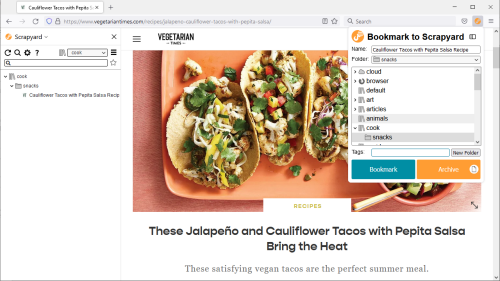 Cauliflower Tacos with Pepita S
https://www.vegetariantimes.com/recipes/jalapeno-cauliflower-tacos-with-pepita-salsa/
Search
Scrapyard
cook
cook
snacks
Cauliflower Tacos with Pepita Salsa Recip
VEGETARIAN
TIMES
Bookmark to Scrapyard
Name:
Cauliflower Tacos with Pepita Salsa Recipe
Folder:
snacks
cloud
browser
default
art
articles
animals
cook
snacks
Tags:
New Folder
Bookmark
Archive
RECIPES
These Jalapeño and Cauliflower Tacos with Pepita Salsa
Bring the Heat
These satisfying vegan tacos are the perfect summer meal.